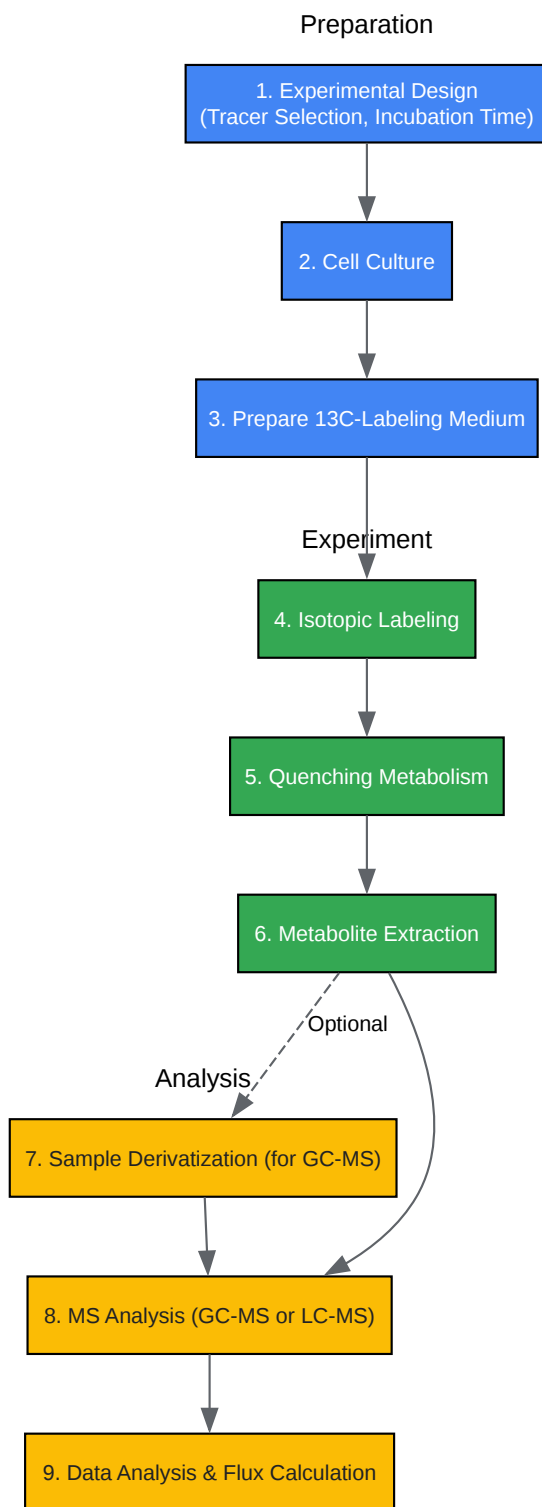 Preparation
1. Experimental Design
(Tracer Selection, Incubation Time)
2. Cell Culture
3. Prepare 13C-Labeling Medium
Experiment
4. Isotopic Labeling
5. Quenching Metabolism
6. Metabolite Extraction
Optional
Analysis
7. Sample Derivatization (for GC-MS)
8. MS Analysis (GC-MS or LC-MS)
9. Data Analysis & Flux Calculation